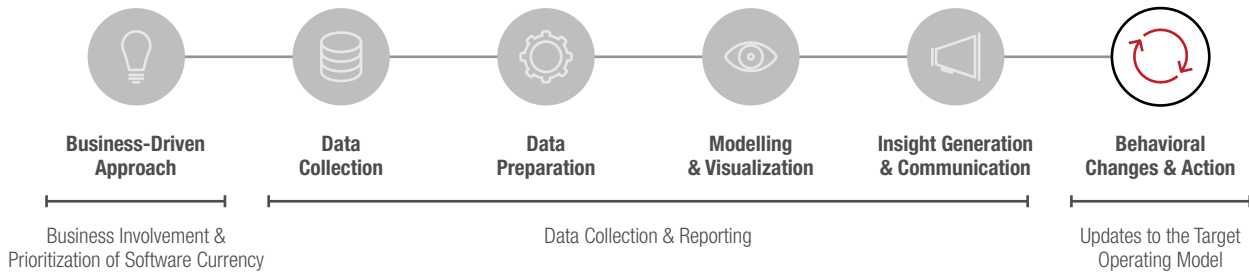 Business-Driven
Approach
Data
Collection
Data
Preparation
Modelling
& Visualization
Insight Generation
& Communication
Behavioral
Changes & Action
Business Involvement &
Prioritization of Software Currency
Data Collection & Reporting
Updates to the Target
Operating Model